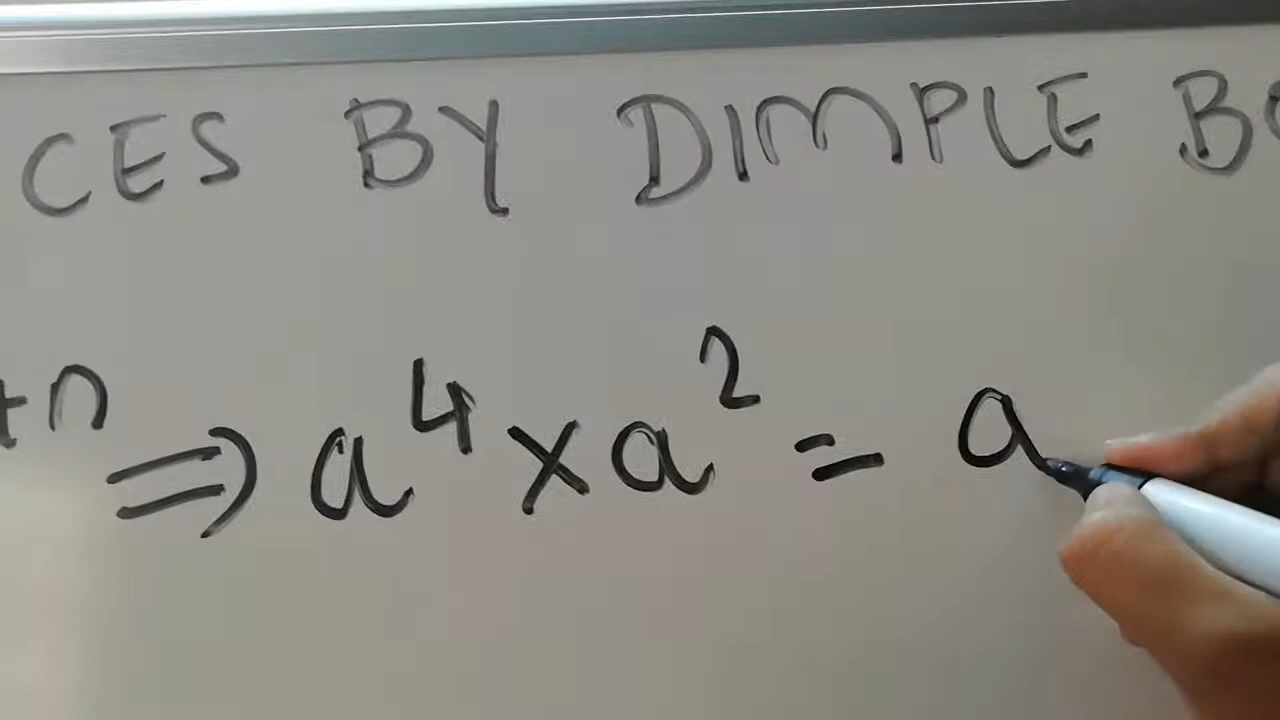 CES BY DIMPLE B
+n ⇒ a⁴ × a² = a